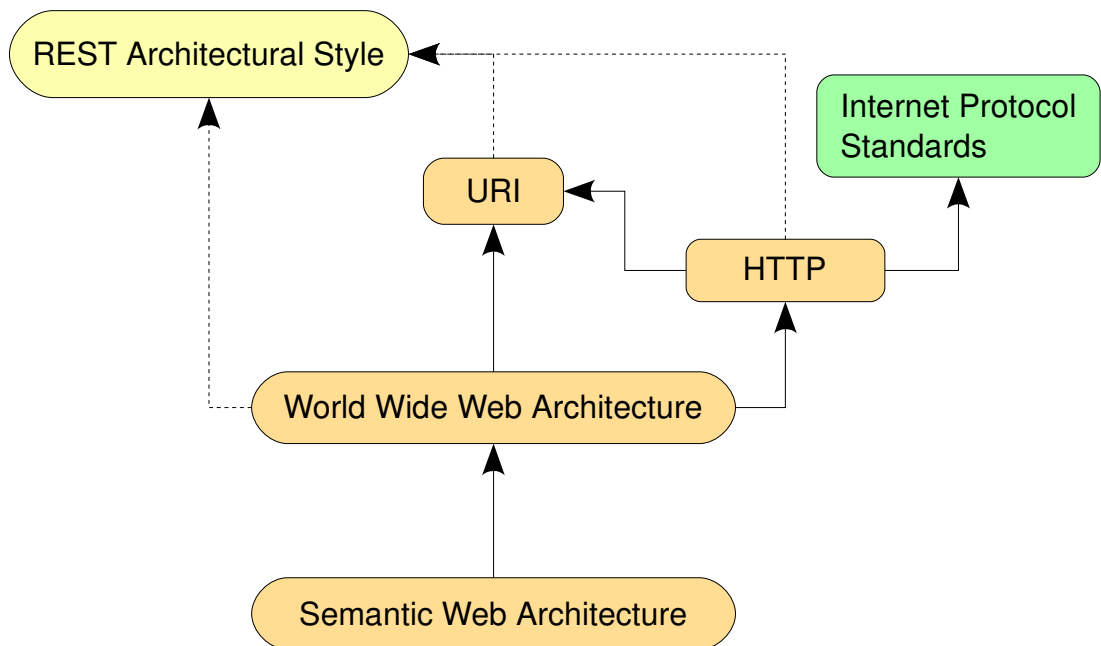 REST Architectural Style
Internet Protocol
Standards
URI
HTTP
World Wide Web Architecture
Semantic Web Architecture